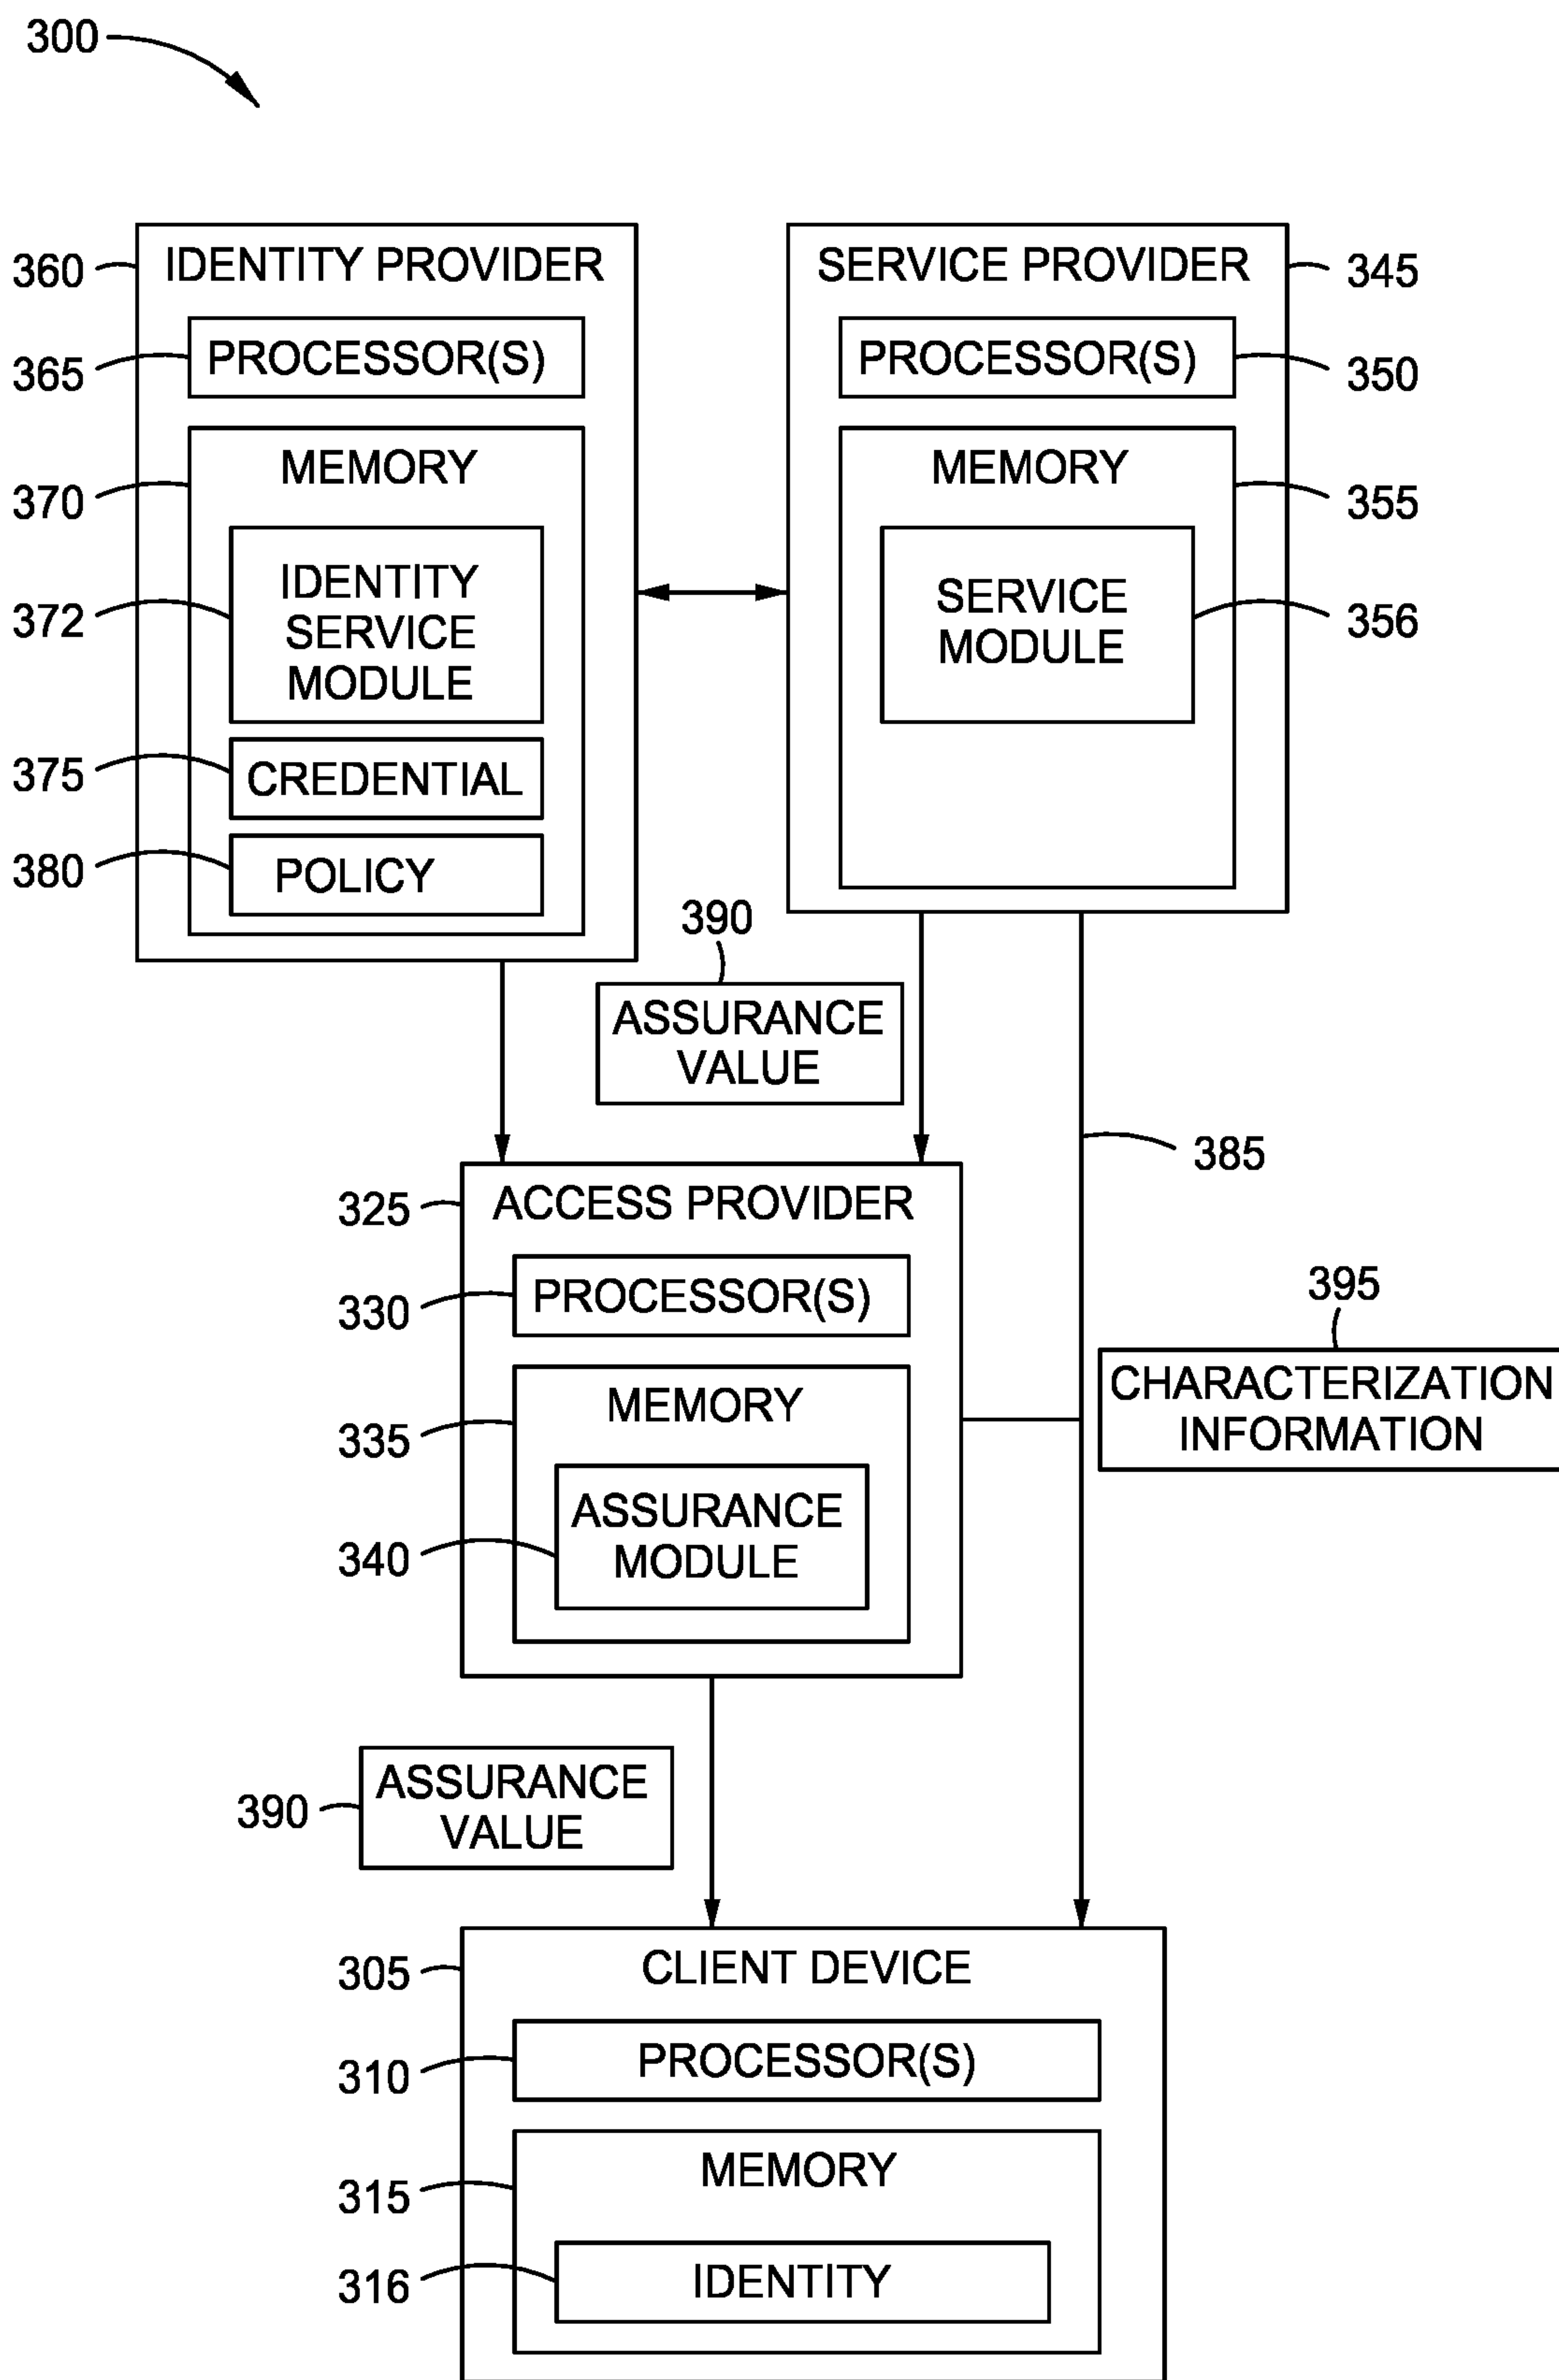 300
360
IDENTITY PROVIDER
365
PROCESSOR(S)
370
MEMORY
372
IDENTITY
SERVICE
MODULE
375
CREDENTIAL
380
POLICY
SERVICE PROVIDER
345
PROCESSOR(S)
350
MEMORY
355
SERVICE
MODULE
356
390
ASSURANCE
VALUE
385
325
ACCESS PROVIDER
330
PROCESSOR(S)
335
MEMORY
340
ASSURANCE
MODULE
395
CHARACTERIZATION
INFORMATION
390
ASSURANCE
VALUE
305
CLIENT DEVICE
310
PROCESSOR(S)
315
MEMORY
316
IDENTITY